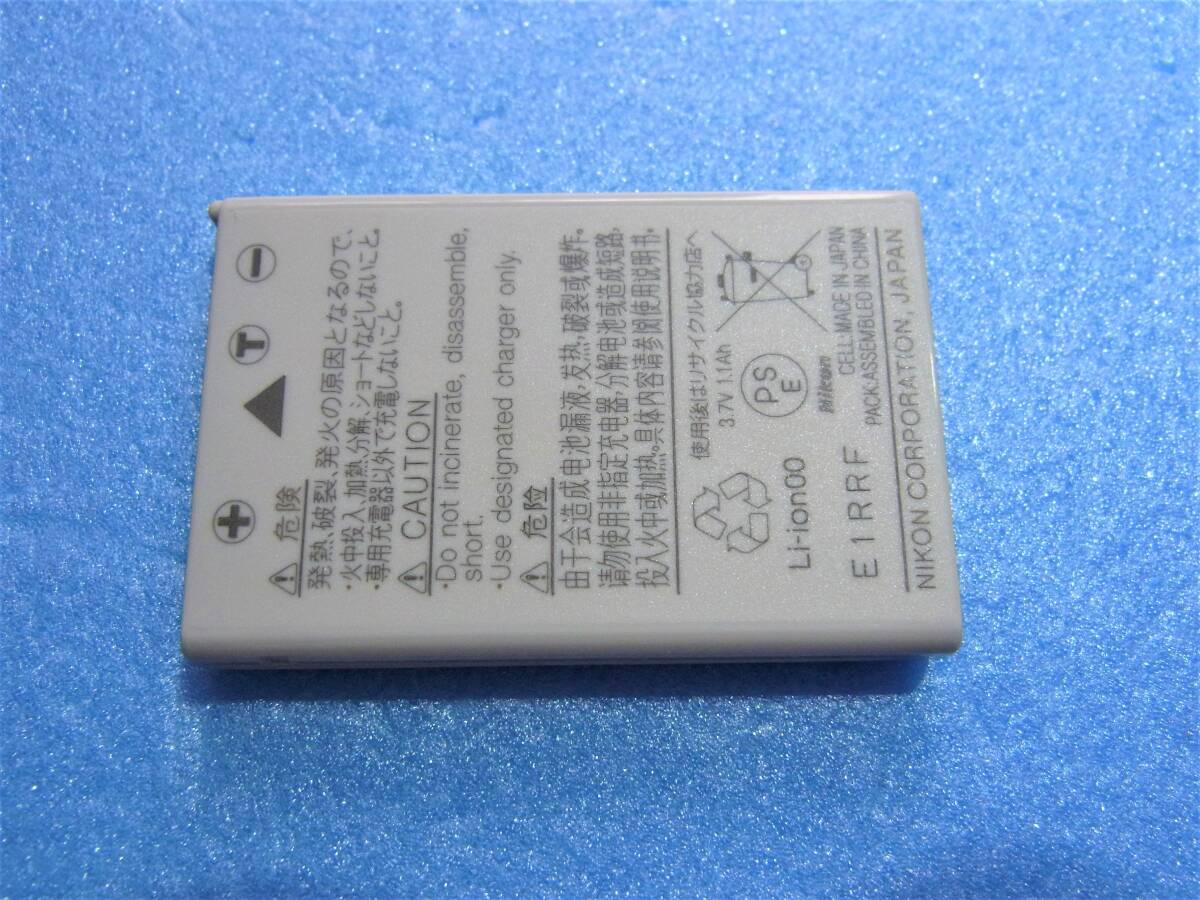 + T −
危険
発熱、破裂、発火の原因となるので、
・火中投入、加熱、分解、ショートなどしないこと。
・専用充電器以外で充電しないこと。
CAUTION
・Do not incinerate, disassemble,
short.
・Use designated charger only.
危险
由于会造成电池漏液,发热,破裂或爆炸。
请勿使用非指定充电器,分解电池或造成短路,
投入火中或加热。具体内容请参阅使用说明书。
使用後はリサイクル協力店へ
3.7V 1.1Ah
Li-ion00
PS
E
Nikon
E1RRF
CELL:MADE IN JAPAN
PACK:ASSEMBLED IN CHINA
NIKON CORPORATION, JAPAN